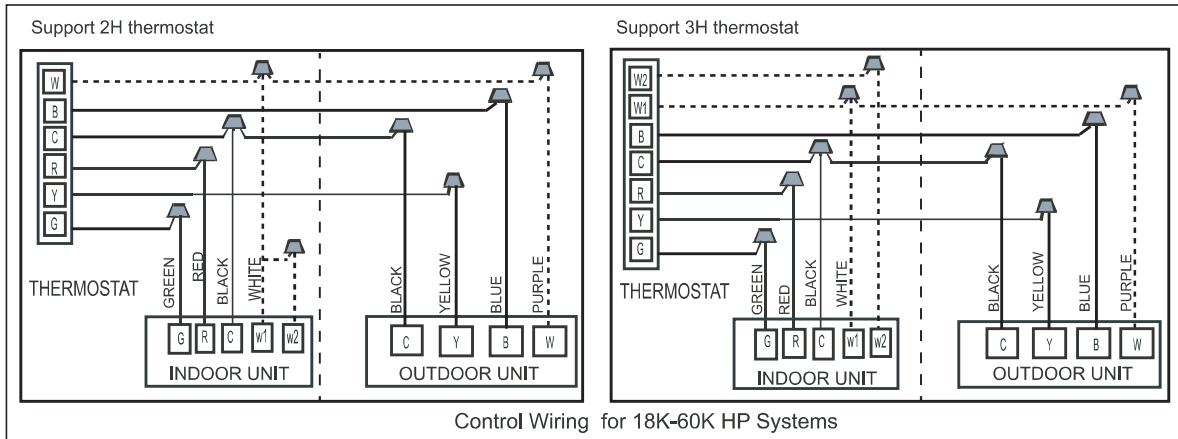 Support 2H thermostat
W
B
C
R
Y
G
THERMOSTAT
GREEN
RED
BLACK
WHITE
BLACK
YELLOW
BLUE
PURPLE
G R C w1 w2
INDOOR UNIT
C Y B W
OUTDOOR UNIT
Support 3H thermostat
W2
W1
B
C
R
Y
G
THERMOSTAT
GREEN
RED
BLACK
WHITE
BLACK
YELLOW
BLUE
PURPLE
G R C w1 w2
INDOOR UNIT
C Y B W
OUTDOOR UNIT
Control Wiring for 18K-60K HP Systems